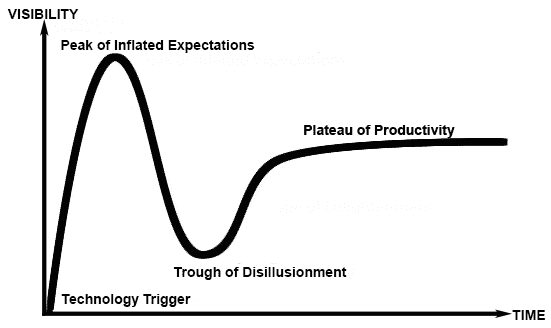 VISIBILITY
Peak of Inflated Expectations
Plateau of Productivity
Trough of Disillusionment
Technology Trigger
TIME